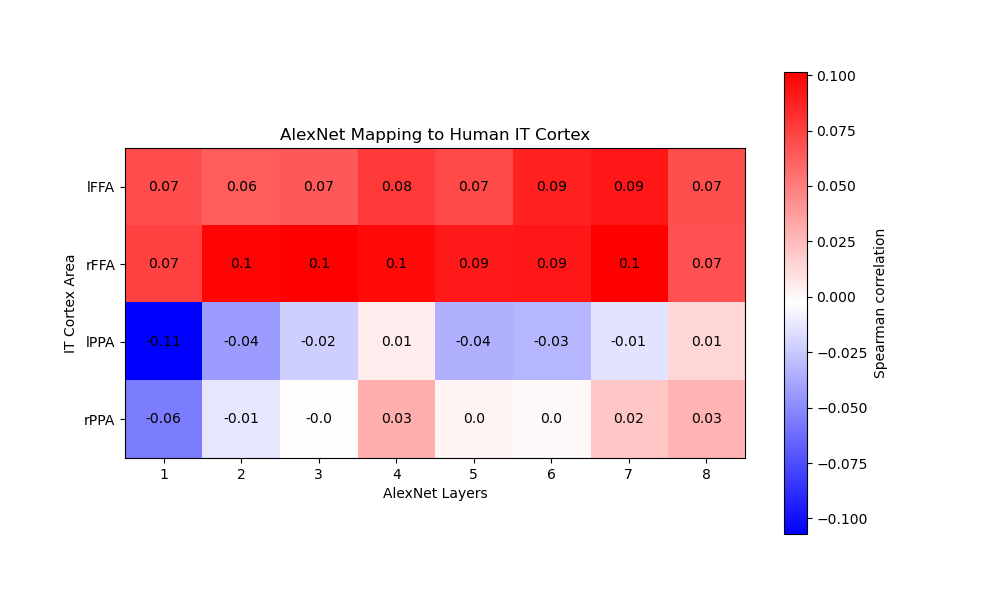 AlexNet Mapping to Human IT Cortex
lFFA 0.07 0.06 0.07 0.08 0.07 0.09 0.09 0.07
rFFA 0.07 0.1 0.1 0.1 0.09 0.09 0.1 0.07
lPPA -0.11 -0.04 -0.02 0.01 -0.04 -0.03 -0.01 0.01
rPPA -0.06 -0.01 -0.0 0.03 0.0 0.0 0.02 0.03
1 2 3 4 5 6 7 8
AlexNet Layers
IT Cortex Area
0.100
0.075
0.050
0.025
0.000
−0.025
−0.050
−0.075
−0.100
Spearman correlation